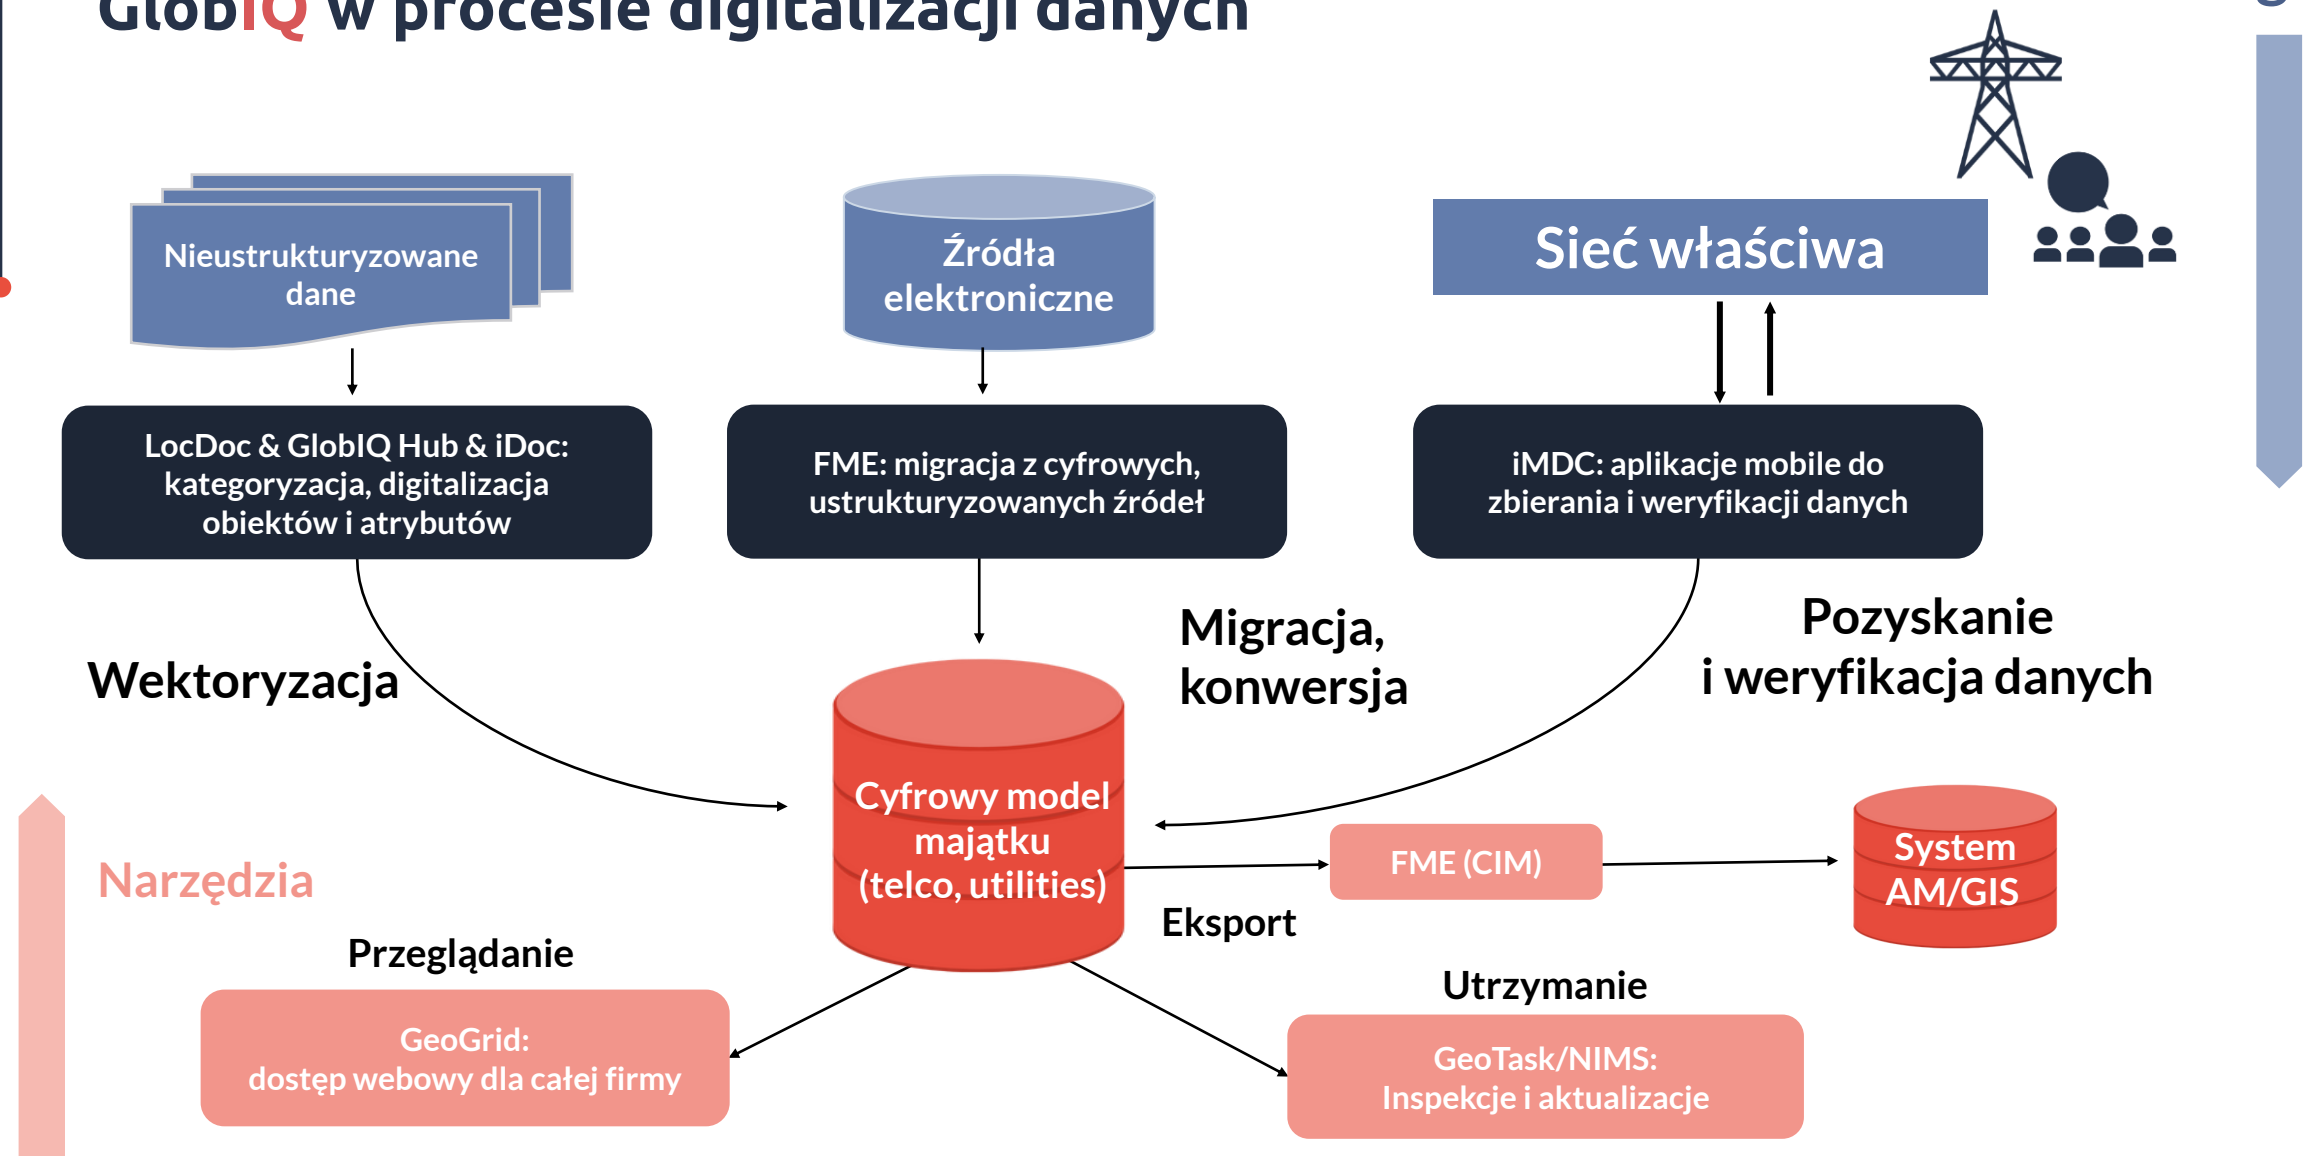 GlobIQ w procesie digitalizacji danych
Nieustrukturyzowane
dane
Źródła
elektroniczne
Sieć właściwa
LocDoc & GlobIQ Hub & iDoc:
kategoryzacja, digitalizacja
obiektów i atrybutów
FME: migracja z cyfrowych,
ustrukturyzowanych źródeł
iMDC: aplikacje mobile do
zbierania i weryfikacji danych
Wektoryzacja
Migracja,
konwersja
Pozyskanie
i weryfikacja danych
Cyfrowy model
majątku
(telco, utilities)
FME (CIM)
System
AM/GIS
Narzędzia
Eksport
Przeglądanie
Utrzymanie
GeoGrid:
dostęp webowy dla całej firmy
GeoTask/NIMS:
Inspekcje i aktualizacje